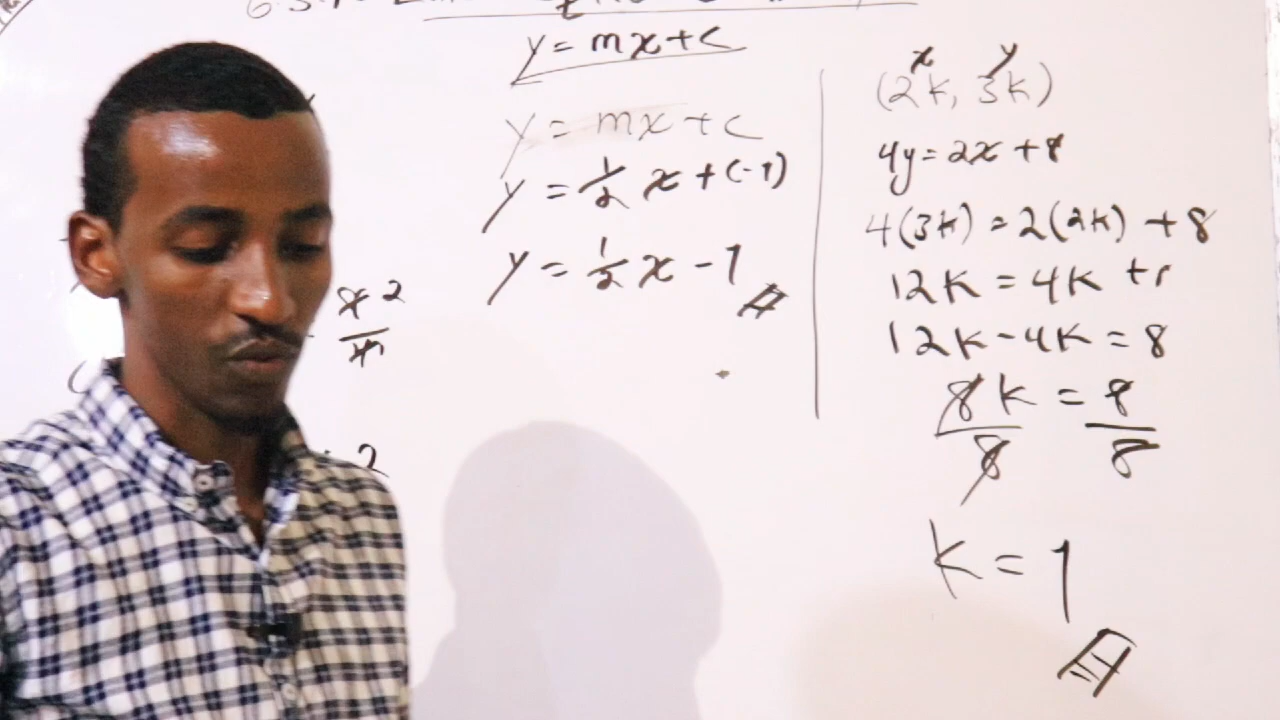 y = mx+c
y = mx+c
y = 1/2 x+(-1)
y = 1/2 x - 1
2
x y
(2k, 3k)
4y=2x+8
4(3k) = 2(2k) + 8
12k = 4k +
12k-4k = 8
8k/8 = 8/8
k = 1